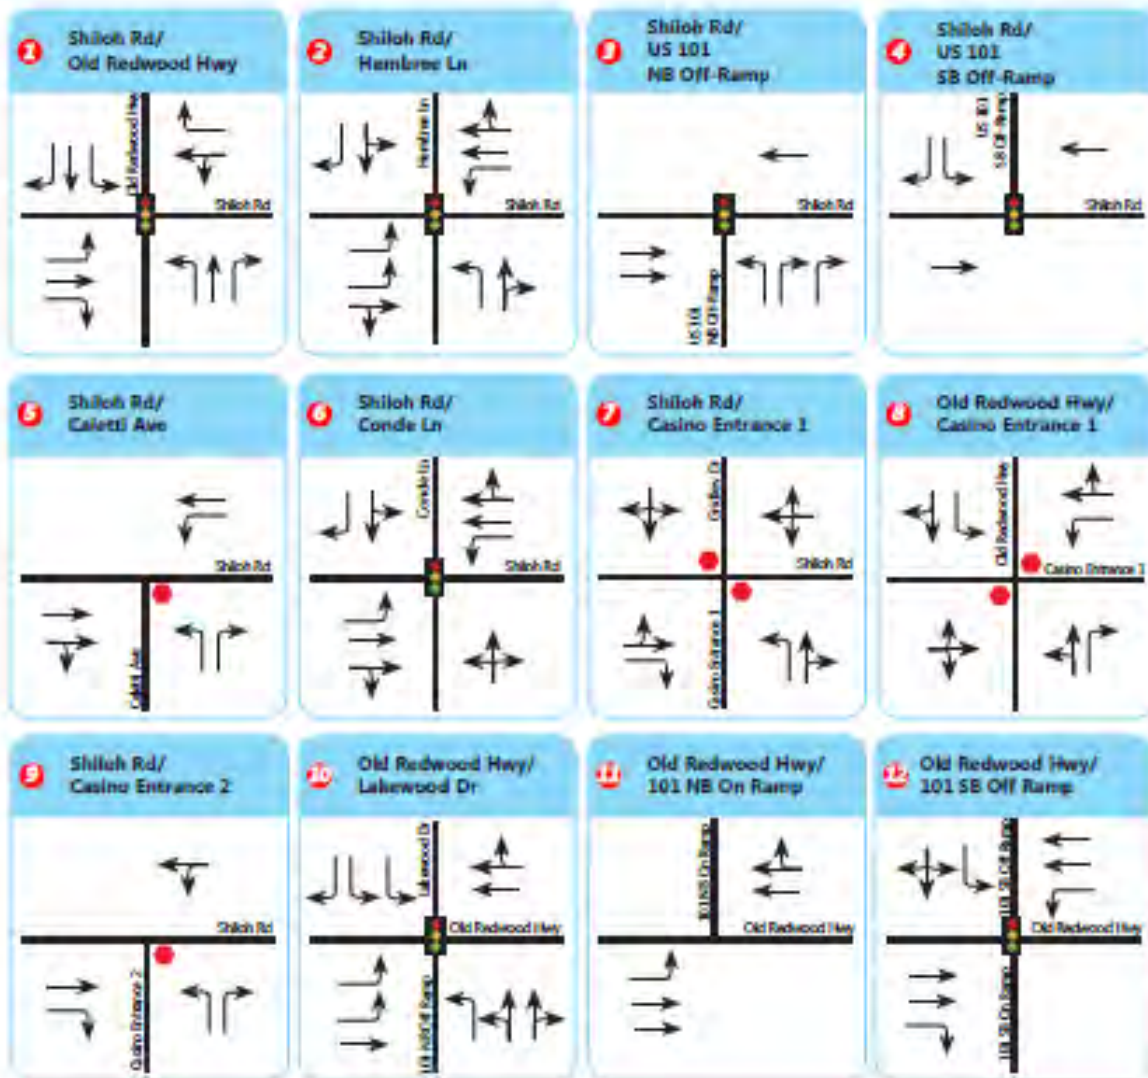 1
Shiloh Rd/
Old Redwood Hwy
Old Redwood Hwy
Shiloh Rd
2
Shiloh Rd/
Hembree Ln
Hembree Ln
Shiloh Rd
3
Shiloh Rd/
US 101
NB Off-Ramp
Shiloh Rd
US 101
NB Off-Ramp
4
Shiloh Rd/
US 101
SB Off-Ramp
US 101
SB Off-Ramp
Shiloh Rd
5
Shiloh Rd/
Caletti Ave
Shiloh Rd
Caletti Ave
6
Shiloh Rd/
Conde Ln
Conde Ln
Shiloh Rd
7
Shiloh Rd/
Casino Entrance 1
Gridley Dr
Shiloh Rd
Casino Entrance 1
8
Old Redwood Hwy/
Casino Entrance 1
Old Redwood Hwy
Casino Entrance
9
Shiloh Rd/
Casino Entrance 2
Shiloh Rd
Casino Entrance 2
10
Old Redwood Hwy/
Lakewood Dr
Lakewood Dr
Old Redwood Hwy
101 NB Off Ramp
11
Old Redwood Hwy/
101 NB On Ramp
101 NB On Ramp
Old Redwood Hwy
12
Old Redwood Hwy/
101 SB Off Ramp
101 SB Off Ramp
Old Redwood Hwy
101 SB On Ramp